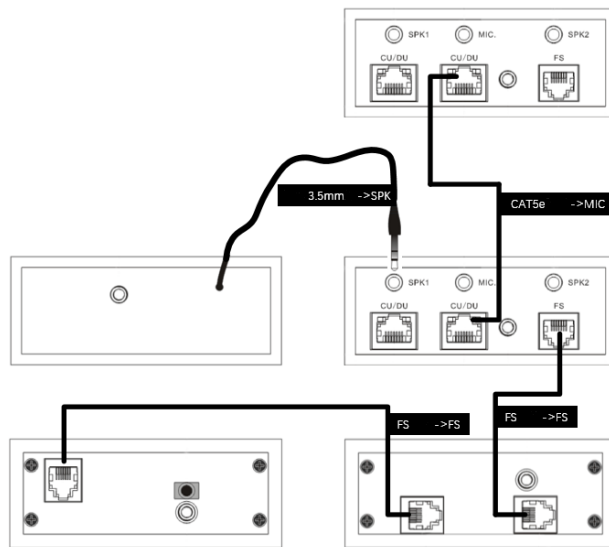 SPK1 MIC. SPK2
CU/DU CU/DU FS
3.5mm ->SPK
CAT5e ->MIC
SPK1 MIC. SPK2
CU/DU CU/DU FS
FS ->FS
FS ->FS